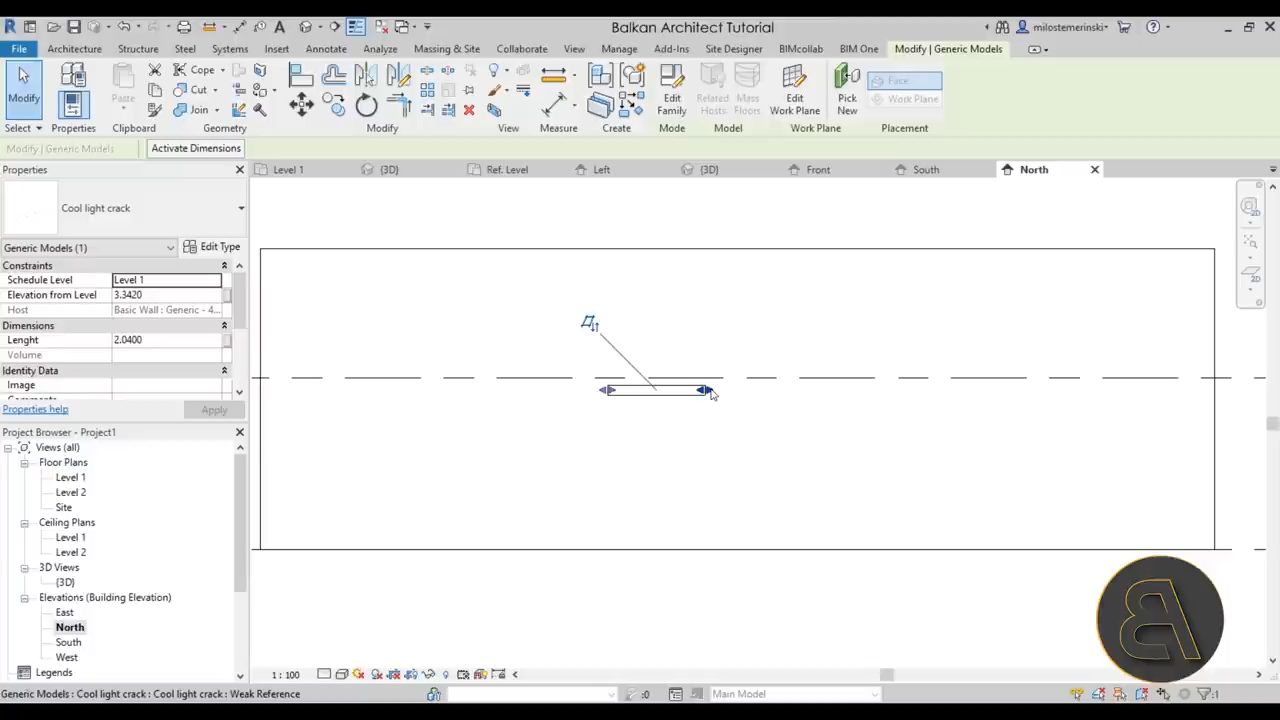 Balkan Architect Tutorial
milostemerinski
File Architecture Structure Steel Systems Insert Annotate Analyze Massing & Site Collaborate View Manage Add-Ins Site Designer BIMcollab BIM One Modify | Generic Models
Modify
Properties
Paste
Cope
Cut
Join
Edit Family
Related Hosts
Mass Floors
Edit Work Plane
Pick New
Face
Work Plane
Select Properties Clipboard Geometry Modify View Measure Create Mode Model Work Plane Placement
Modify | Generic Models Activate Dimensions
Properties
Level 1 {3D} Ref. Level Left {3D} Front South North
Cool light crack
Generic Models (1) Edit Type
Constraints
Schedule Level Level 1
Elevation from Level 3.3420
Host Basic Wall : Generic - 4...
Dimensions
Lenght 2.0400
Volume
Identity Data
Image
Properties help Apply
Project Browser - Project1
Views (all)
Floor Plans
Level 1
Level 2
Site
Ceiling Plans
Level 1
Level 2
3D Views
{3D}
Elevations (Building Elevation)
East
North
South
West
Legends
1 : 100
Generic Models : Cool light crack : Cool light crack : Weak Reference :0 Main Model :1